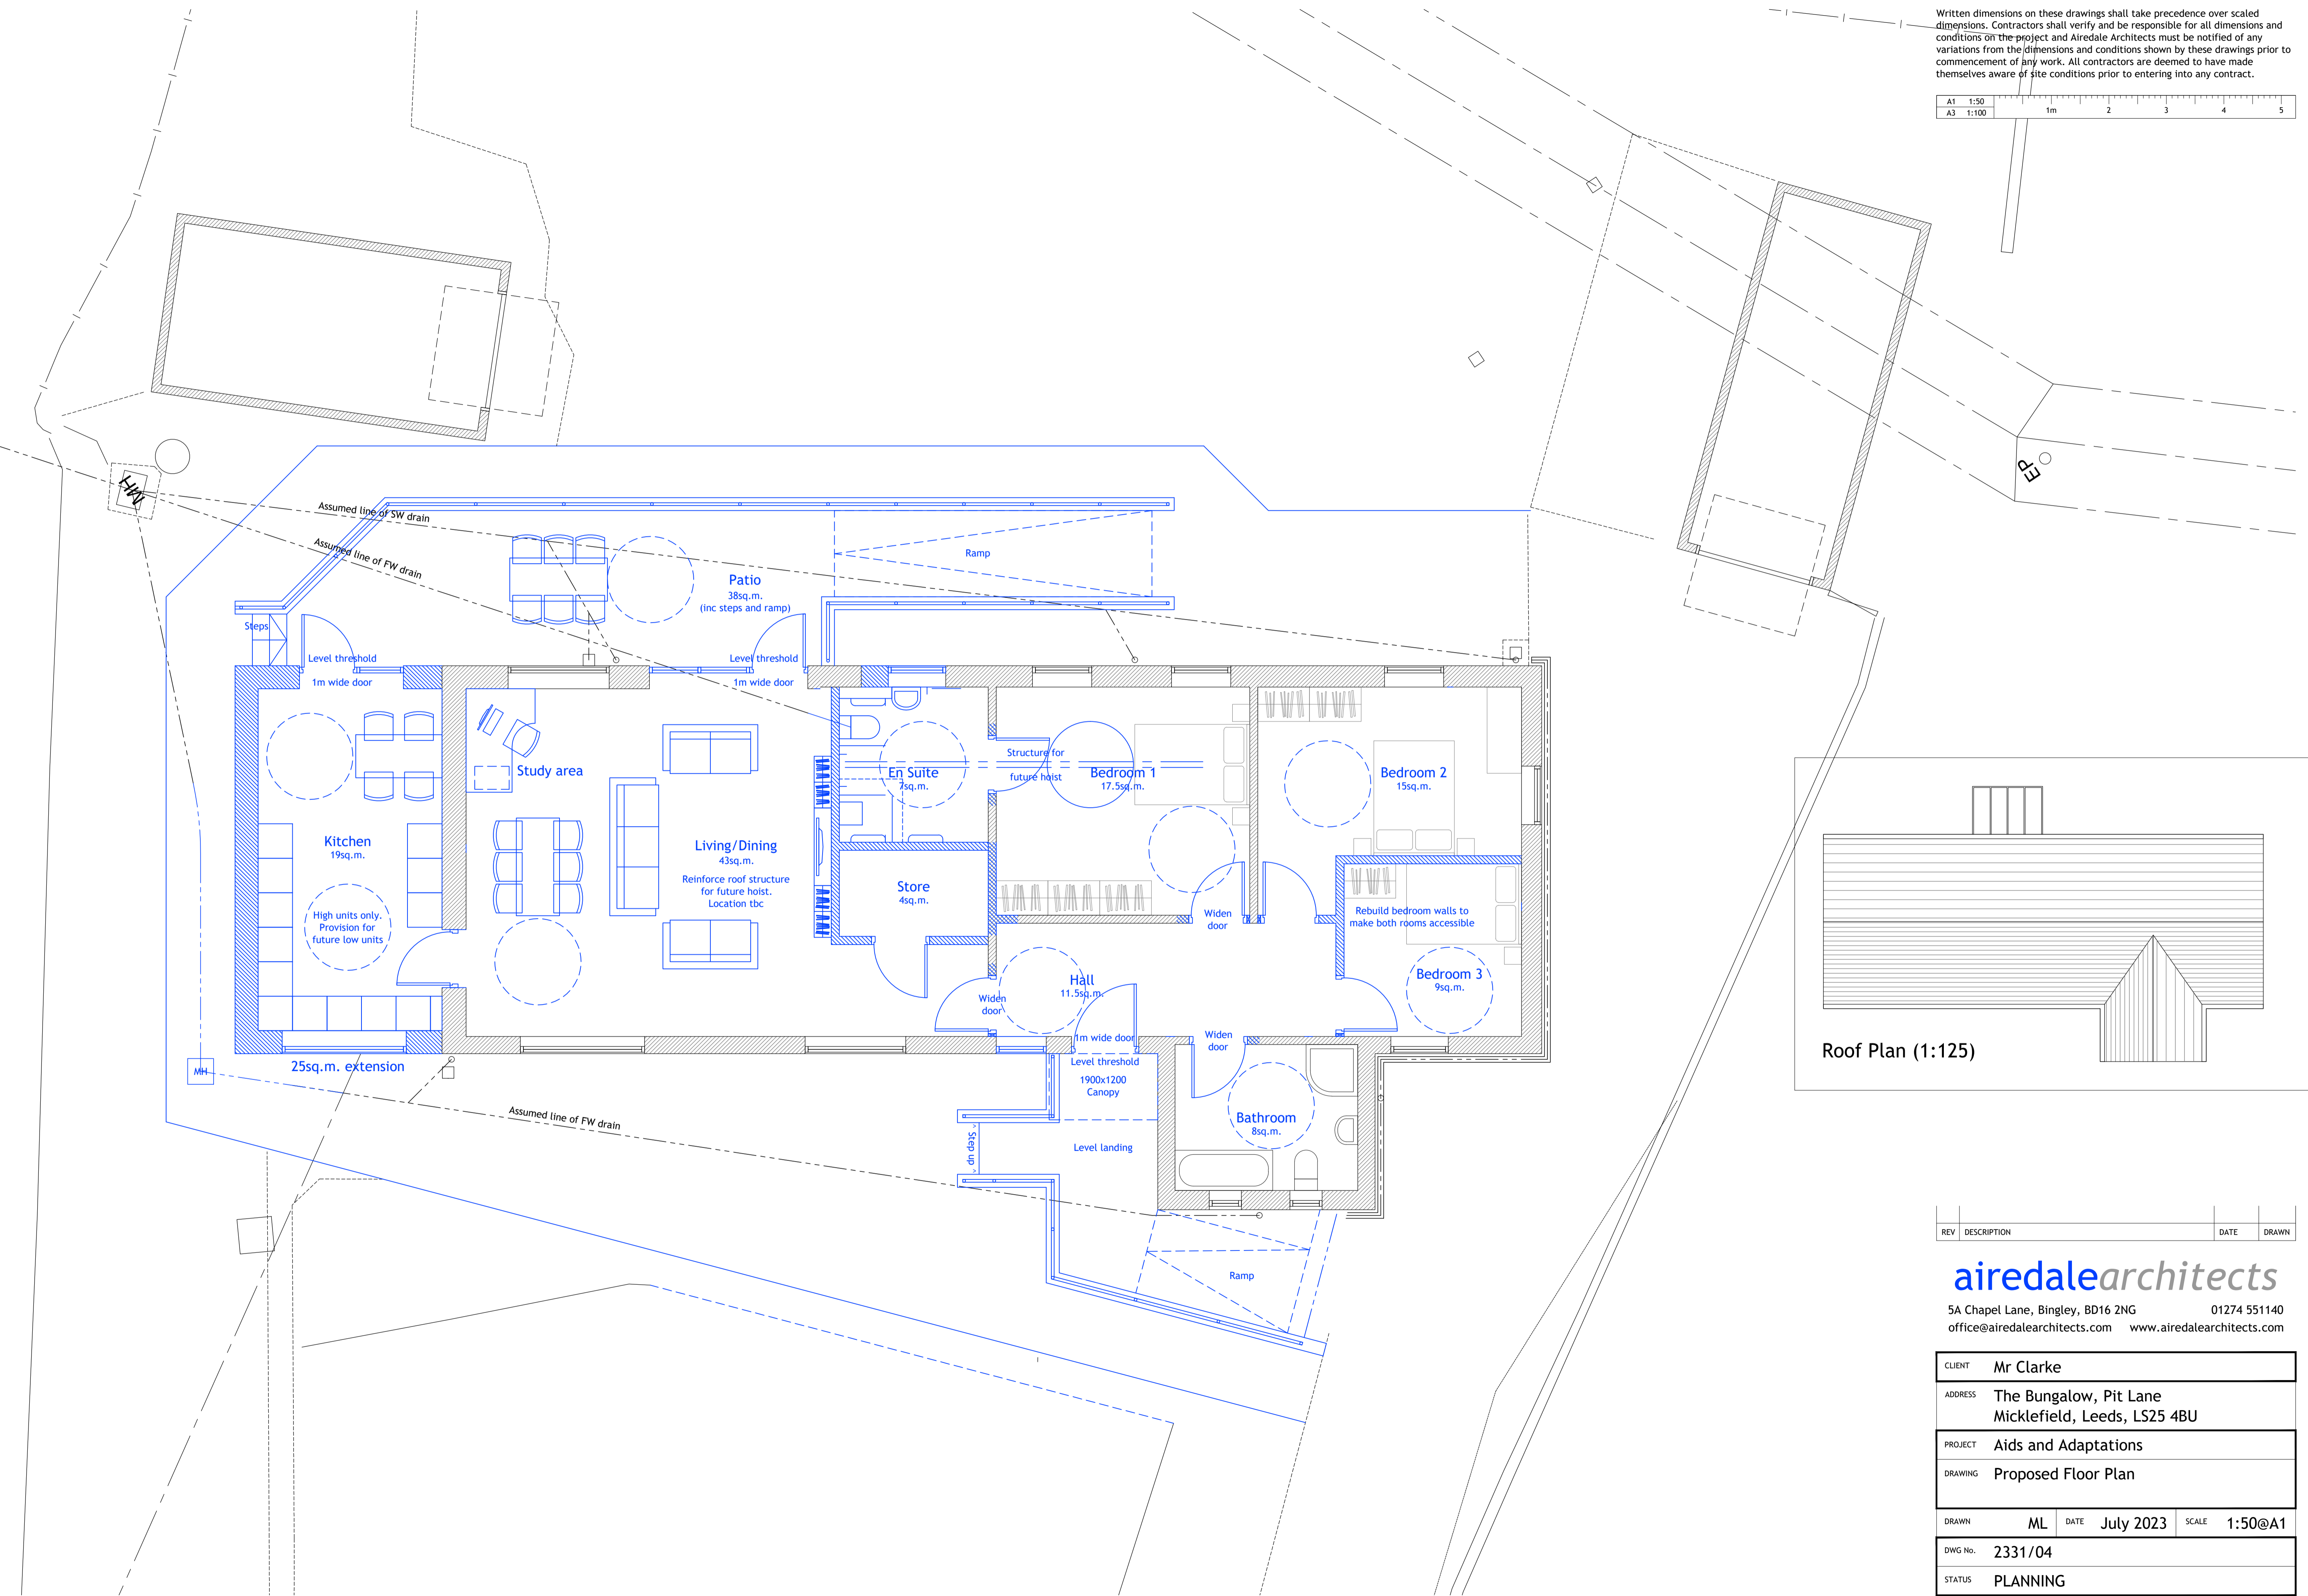 Written dimensions on these drawings shall take precedence over scaled
dimensions. Contractors shall verify and be responsible for all dimensions and
conditions on the project and Airedale Architects must be notified of any
variations from the dimensions and conditions shown by these drawings prior to
commencement of any work. All contractors are deemed to have made
themselves aware of site conditions prior to entering into any contract.
A1 1:50
A3 1:100
1m 2 3 4 5
EP
MH
Assumed line of SW drain
Assumed line of FW drain
Ramp
Patio
38sq.m.
(inc steps and ramp)
Steps
Level threshold
1m wide door
Level threshold
1m wide door
Study area
En Suite
7sq.m.
Structure for
future hoist
Bedroom 1
17.5sq.m.
Bedroom 2
15sq.m.
Kitchen
19sq.m.
Living/Dining
43sq.m.
Reinforce roof structure
for future hoist.
Location tbc
Store
4sq.m.
High units only.
Provision for
future low units
Widen
door
Rebuild bedroom walls to
make both rooms accessible
Bedroom 3
9sq.m.
Hall
11.5sq.m.
Widen
door
1m wide door
Level threshold
Widen
door
1900x1200
Canopy
25sq.m. extension
MH
Assumed line of FW drain
Bathroom
8sq.m.
< Step up >
Level landing
Ramp
Roof Plan (1:125)
REV DESCRIPTION DATE DRAWN
airedalearchitects
5A Chapel Lane, Bingley, BD16 2NG 01274 551140
office@airedalearchitects.com www.airedalearchitects.com
CLIENT Mr Clarke
ADDRESS The Bungalow, Pit Lane
Micklefield, Leeds, LS25 4BU
PROJECT Aids and Adaptations
DRAWING Proposed Floor Plan
DRAWN ML DATE July 2023 SCALE 1:50@A1
DWG No. 2331/04
STATUS PLANNING